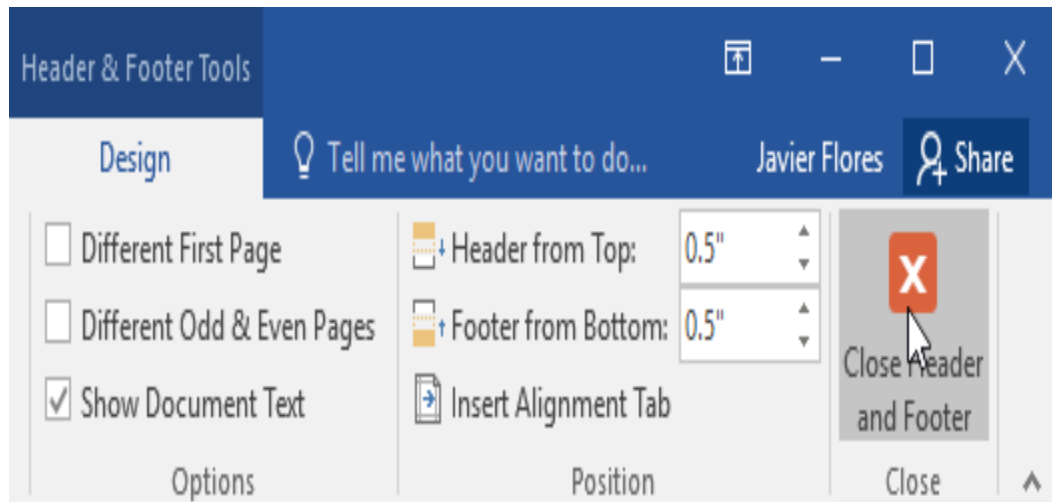 Header & Footer Tools
Design
Tell me what you want to do...
Javier Flores
Share
Different First Page
Different Odd & Even Pages
Show Document Text
Options
Header from Top: 0.5"
Footer from Bottom: 0.5"
Insert Alignment Tab
Position
Close Header
and Footer
Close